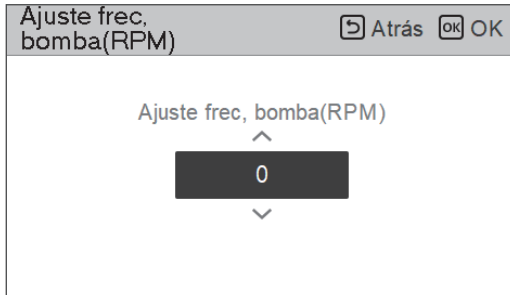 Ajuste frec,
bomba(RPM)
Atrás OK OK
Ajuste frec, bomba(RPM)
0